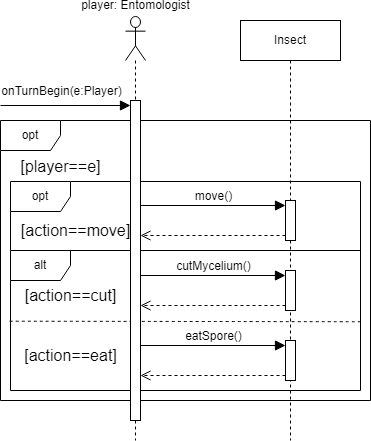 player: Entomologist
Insect
onTurnBegin(e:Player)
opt
[player==e]
opt
move()
[action==move]
alt
cutMycelium()
[action==cut]
eatSpore()
[action==eat]